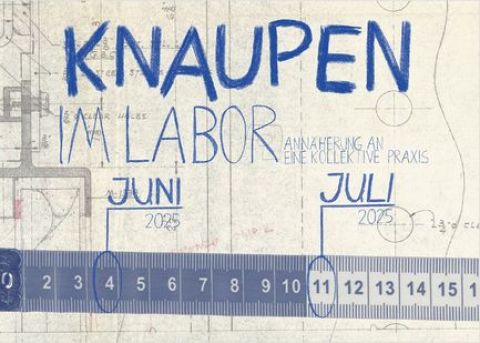 KNAUPEN
IM LABOR
ANNÄHERUNG AN
EINE KOLLEKTIVE PRAXIS
JUNI
2025
JULI
2025
0 2 3 4 5 6 7 8 9 10 11 12 13 14 15 1